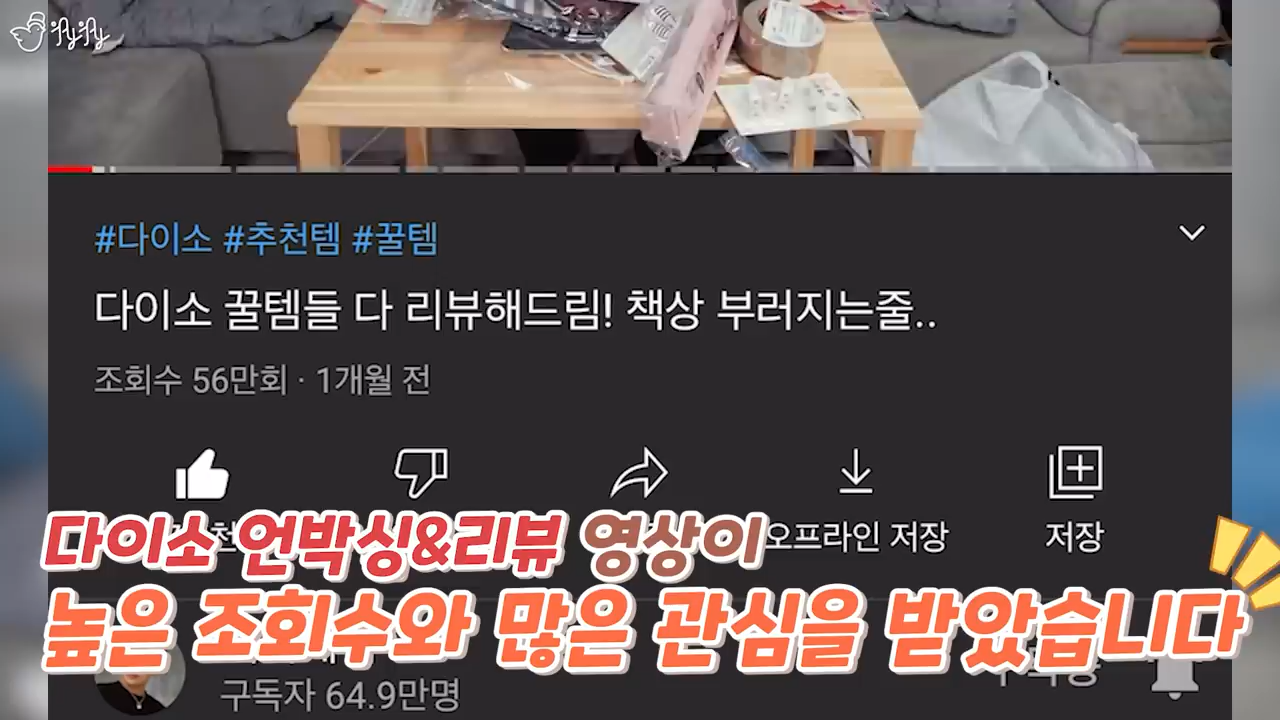 #다이소 #추천템 #꿀템
다이소 꿀템들 다 리뷰해드림! 책상 부러지는줄..
조회수 56만회 · 1개월 전
오프라인 저장
저장
다이소 언박싱&리뷰 영상이
높은 조회수와 많은 관심을 받았습니다
구독자 64.9만명